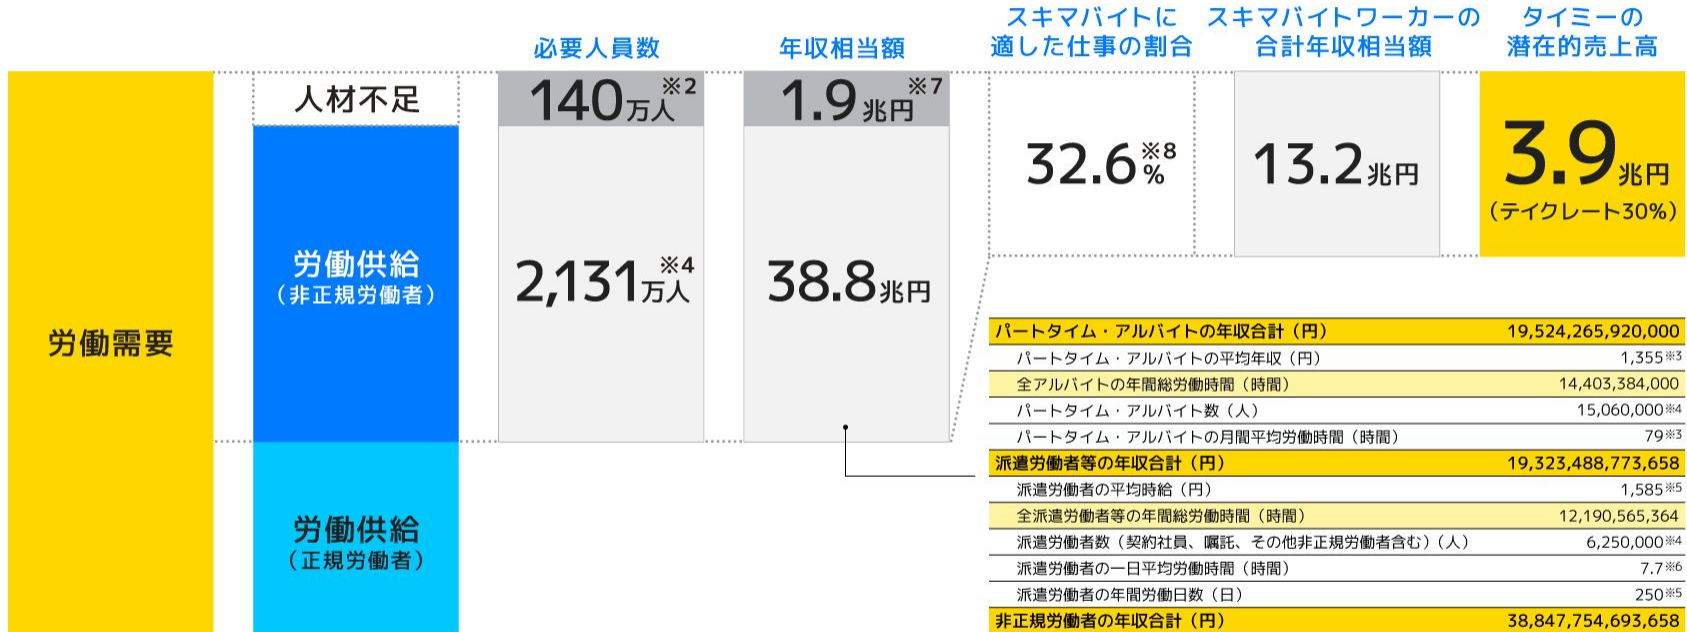 必要人員数
年収相当額
スキマバイトに
適した仕事の割合
スキマバイトワーカーの
合計年収相当額
タイミーの
潜在的売上高
労働需要
人材不足
140万人※2
1.9兆円※7
32.6%※8
13.2兆円
3.9兆円
（テイクレート30%）
労働供給
（非正規労働者）
2,131万人※4
38.8兆円
労働供給
（正規労働者）
パートタイム・アルバイトの年収合計（円） 19,524,265,920,000
パートタイム・アルバイトの平均年収（円） 1,355※3
全アルバイトの年間総労働時間（時間） 14,403,384,000
パートタイム・アルバイト数（人） 15,060,000※4
パートタイム・アルバイトの月間平均労働時間（時間） 79※3
派遣労働者等の年収合計（円） 19,323,488,773,658
派遣労働者の平均時給（円） 1,585※5
全派遣労働者等の年間総労働時間（時間） 12,190,565,364
派遣労働者数（契約社員、嘱託、その他非正規労働者含む）（人） 6,250,000※4
派遣労働者の一日平均労働時間（時間） 7.7※6
派遣労働者の年間労働日数（日） 250※5
非正規労働者の年収合計（円） 38,847,754,693,658